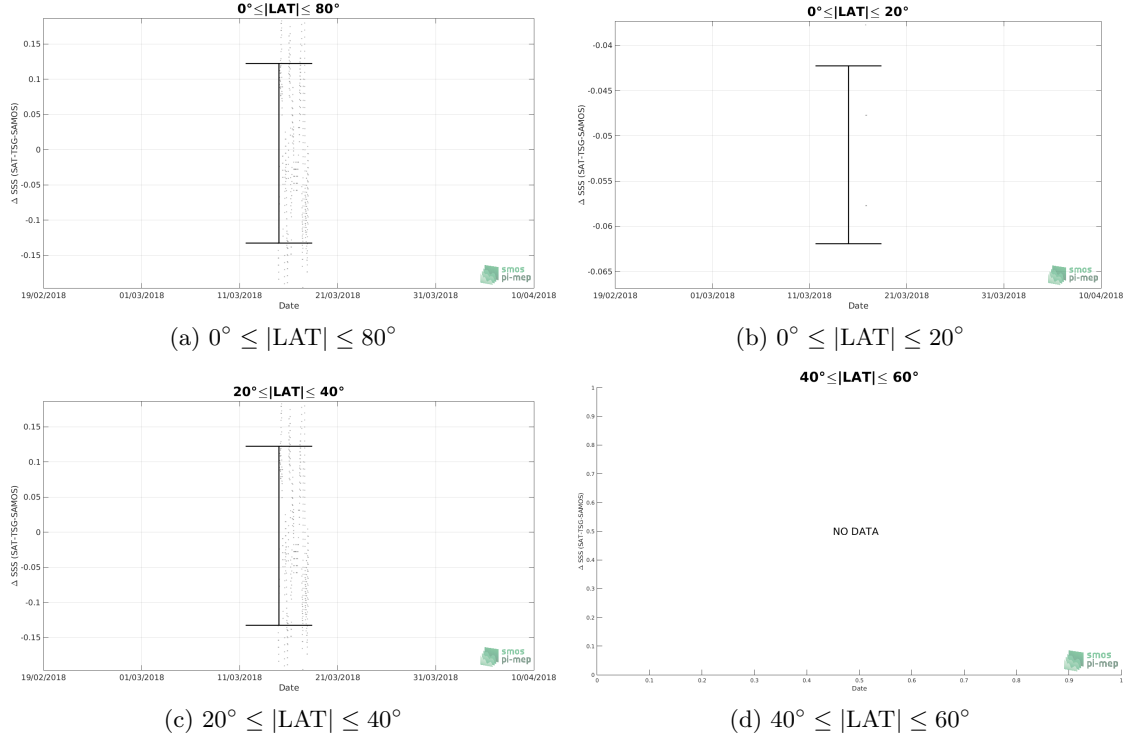 0°≤|LAT|≤ 80°
Δ SSS (SAT-TSG-SAMOS)
0.15
0.1
0.05
0
-0.05
-0.1
-0.15
19/02/2018 01/03/2018 11/03/2018 21/03/2018 31/03/2018 10/04/2018
Date
smos
pi-mep
(a) 0° ≤ |LAT| ≤ 80°
0°≤|LAT|≤ 20°
Δ SSS (SAT-TSG-SAMOS)
-0.04
-0.045
-0.05
-0.055
-0.06
-0.065
19/02/2018 01/03/2018 11/03/2018 21/03/2018 31/03/2018 10/04/2018
Date
smos
pi-mep
(b) 0° ≤ |LAT| ≤ 20°
20°≤|LAT|≤ 40°
Δ SSS (SAT-TSG-SAMOS)
0.15
0.1
0.05
0
-0.05
-0.1
-0.15
19/02/2018 01/03/2018 11/03/2018 21/03/2018 31/03/2018 10/04/2018
Date
smos
pi-mep
(c) 20° ≤ |LAT| ≤ 40°
40°≤|LAT|≤ 60°
Δ SSS (SAT-TSG-SAMOS)
1
0.9
0.8
0.7
0.6
0.5
0.4
0.3
0.2
0.1
0
NO DATA
0 0.1 0.2 0.3 0.4 0.5 0.6 0.7 0.8 0.9 1
Date
smos
pi-mep
(d) 40° ≤ |LAT| ≤ 60°